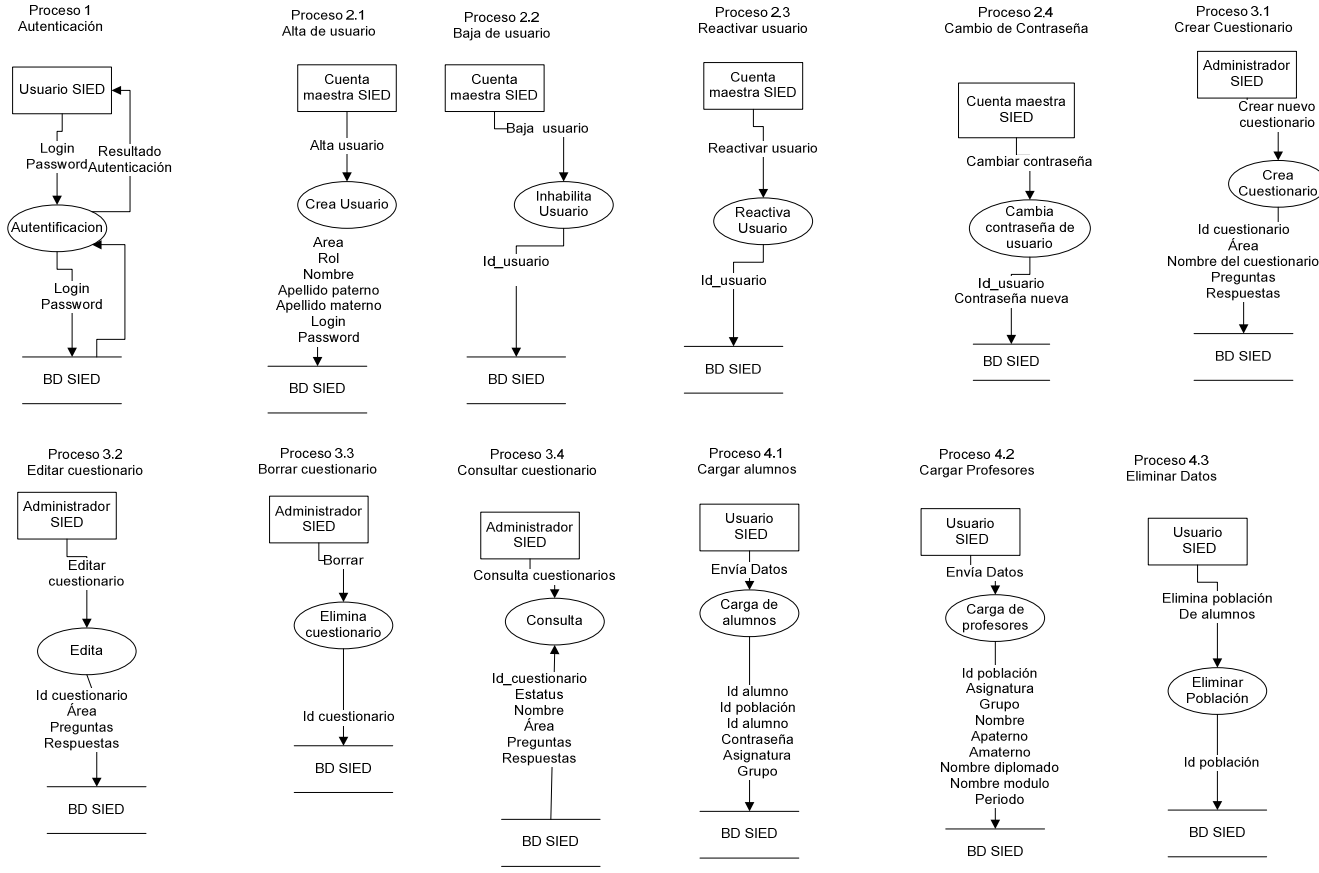 Proceso 1
Autenticación
Usuario SIED
Login
Password
Resultado
Autenticación
Autentificacion
Login
Password
BD SIED
Proceso 2.1
Alta de usuario
Cuenta
maestra SIED
Alta usuario
Crea Usuario
Area
Rol
Nombre
Apellido paterno
Apellido materno
Login
Password
BD SIED
Proceso 2.2
Baja de usuario
Cuenta
maestra SIED
Baja usuario
Inhabilita
Usuario
Id_usuario
BD SIED
Proceso 2.3
Reactivar usuario
Cuenta
maestra SIED
Reactivar usuario
Reactiva
Usuario
Id_usuario
BD SIED
Proceso 2.4
Cambio de Contraseña
Cuenta maestra
SIED
Cambiar contraseña
Cambia
contraseña de
usuario
Id_usuario
Contraseña nueva
BD SIED
Proceso 3.1
Crear Cuestionario
Administrador
SIED
Crear nuevo
cuestionario
Crea
Cuestionario
Id cuestionario
Área
Nombre del cuestionario
Preguntas
Respuestas
BD SIED
Proceso 3.2
Editar cuestionario
Administrador
SIED
Editar
cuestionario
Edita
Id cuestionario
Área
Preguntas
Respuestas
BD SIED
Proceso 3.3
Borrar cuestionario
Administrador
SIED
Borrar
Elimina
cuestionario
Id cuestionario
BD SIED
Proceso 3.4
Consultar cuestionario
Administrador
SIED
Consulta cuestionarios
Consulta
Id_cuestionario
Estatus
Nombre
Área
Preguntas
Respuestas
BD SIED
Proceso 4.1
Cargar alumnos
Usuario
SIED
Envía Datos
Carga de
alumnos
Id alumno
Id población
Id alumno
Contraseña
Asignatura
Grupo
BD SIED
Proceso 4.2
Cargar Profesores
Usuario
SIED
Envía Datos
Carga de
profesores
Id población
Asignatura
Grupo
Nombre
Apaterno
Amaterno
Nombre diplomado
Nombre modulo
Periodo
BD SIED
Proceso 4.3
Eliminar Datos
Usuario
SIED
Elimina población
De alumnos
Eliminar
Población
Id población
BD SIED